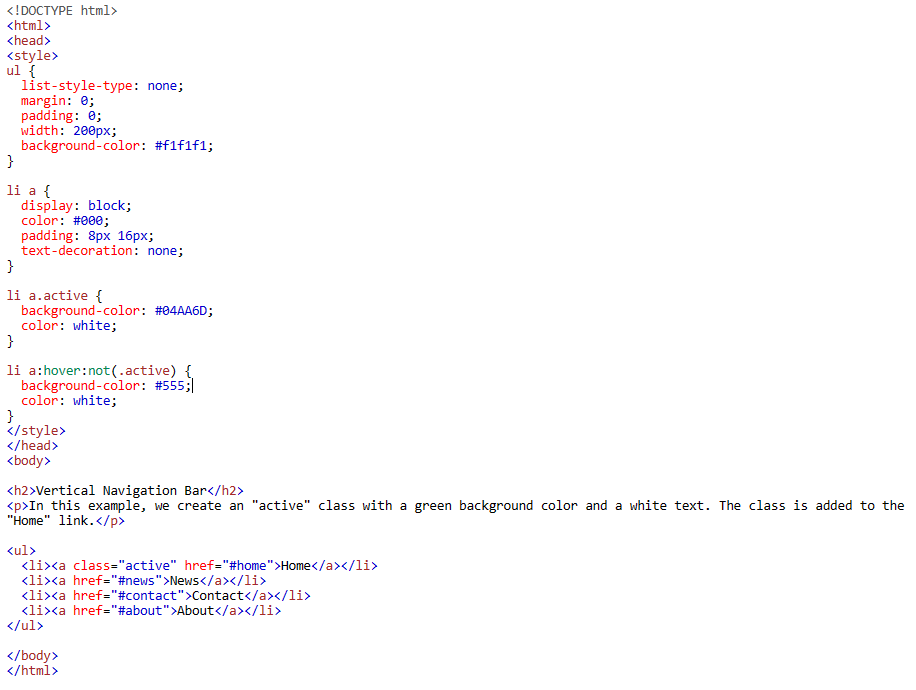 <!DOCTYPE html>
<html>
<head>
<style>
ul {
  list-style-type: none;
  margin: 0;
  padding: 0;
  width: 200px;
  background-color: #f1f1f1;
}

li a {
  display: block;
  color: #000;
  padding: 8px 16px;
  text-decoration: none;
}

li a.active {
  background-color: #04AA6D;
  color: white;
}

li a:hover:not(.active) {
  background-color: #555;
  color: white;
}
</style>
</head>
<body>

<h2>Vertical Navigation Bar</h2>
<p>In this example, we create an "active" class with a green background color and a white text. The class is added to the
"Home" link.</p>

<ul>
  <li><a class="active" href="#home">Home</a></li>
  <li><a href="#news">News</a></li>
  <li><a href="#contact">Contact</a></li>
  <li><a href="#about">About</a></li>
</ul>

</body>
</html>